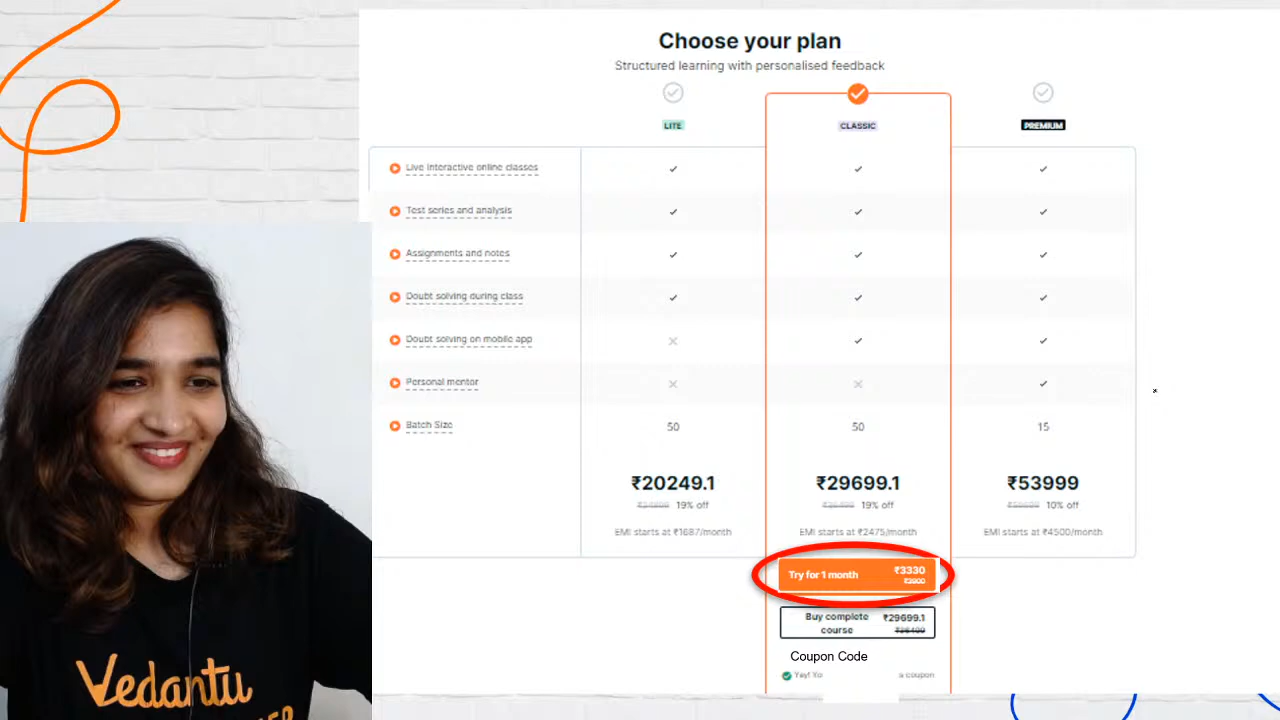 Choose your plan
Structured learning with personalised feedback
LITE
CLASSIC
PREMIUM
Live interactive online classes
Test series and analysis
Assignments and notes
Doubt solving during class
Doubt solving on mobile app
Personal mentor
Batch Size
50
50
15
₹20249.1
₹29699.1
₹53999
19% off
19% off
10% off
EMI starts at ₹1687/month
EMI starts at ₹2475/month
EMI starts at ₹4500/month
Try for 1 month ₹3330
Buy complete ₹29699.1
course
Coupon Code
Yay! Yo a coupon
Vedantu